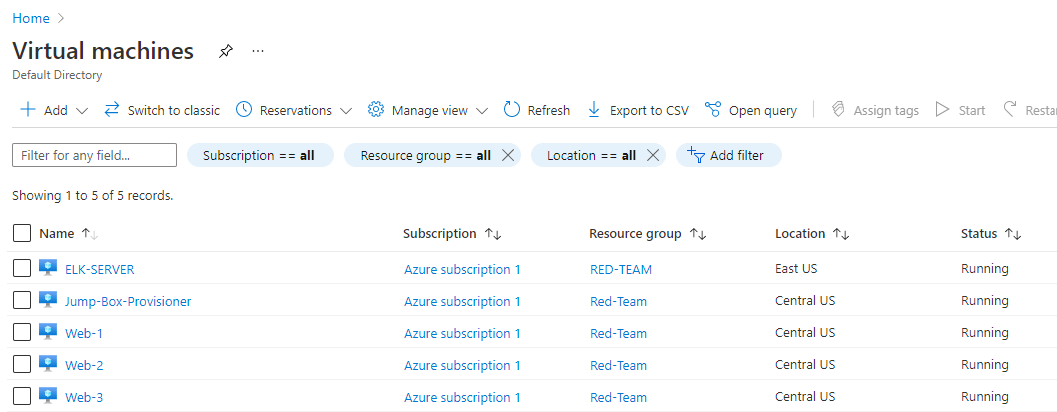 Home
Virtual machines ...
Default Directory
Add Switch to classic Reservations Manage view Refresh Export to CSV Open query Assign tags Start Restar
Filter for any field... Subscription == all Resource group == all Location == all Add filter
Showing 1 to 5 of 5 records.
Name Subscription Resource group Location Status
ELK-SERVER Azure subscription 1 RED-TEAM East US Running
Jump-Box-Provisioner Azure subscription 1 Red-Team Central US Running
Web-1 Azure subscription 1 Red-Team Central US Running
Web-2 Azure subscription 1 Red-Team Central US Running
Web-3 Azure subscription 1 Red-Team Central US Running